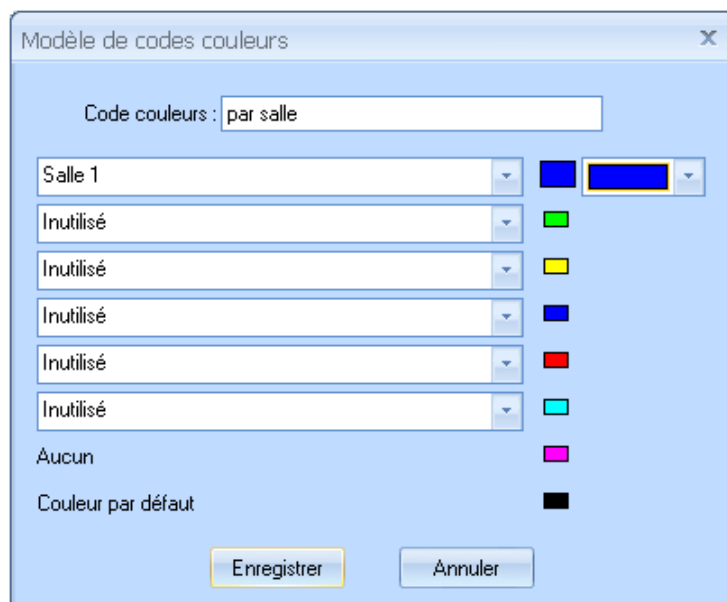 Modèle de codes couleurs
Code couleurs : par salle
Salle 1
Inutilisé
Inutilisé
Inutilisé
Inutilisé
Inutilisé
Aucun
Couleur par défaut
Enregistrer Annuler